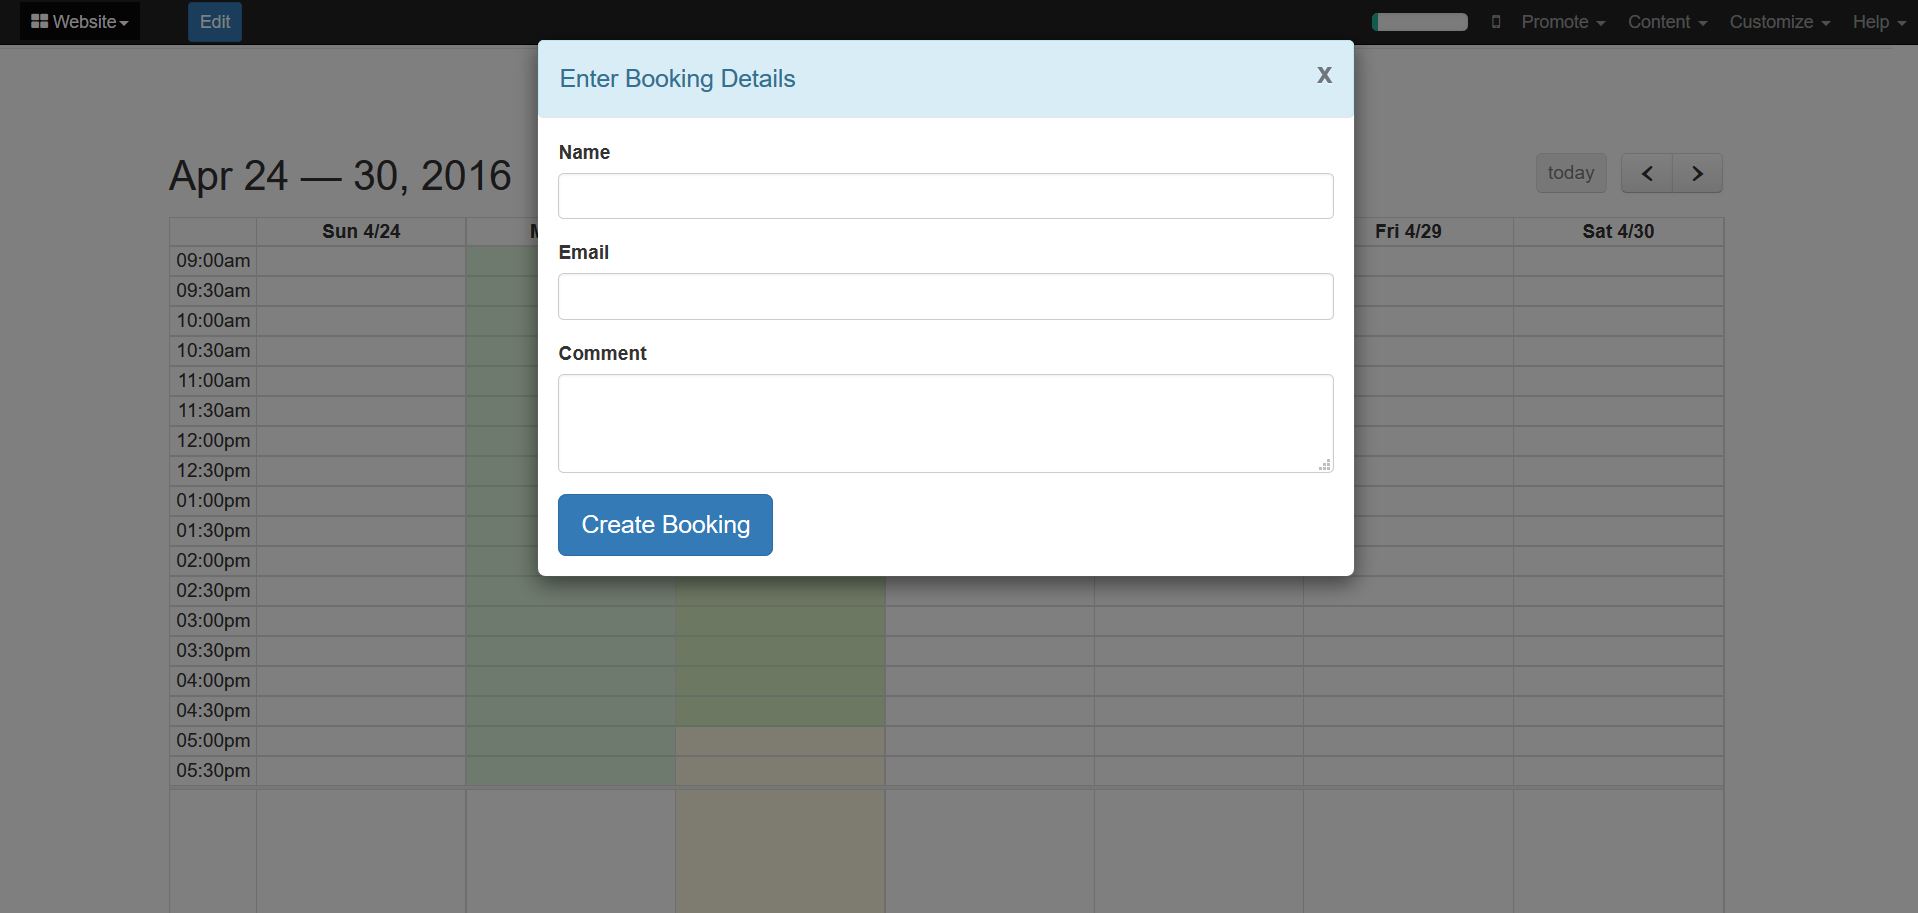 Website
Edit
Promote
Content
Customize
Help
Enter Booking Details
x
Name
Email
Comment
Create Booking
Apr 24 — 30, 2016
today
Sun 4/24
Fri 4/29
Sat 4/30
09:00am
09:30am
10:00am
10:30am
11:00am
11:30am
12:00pm
12:30pm
01:00pm
01:30pm
02:00pm
02:30pm
03:00pm
03:30pm
04:00pm
04:30pm
05:00pm
05:30pm